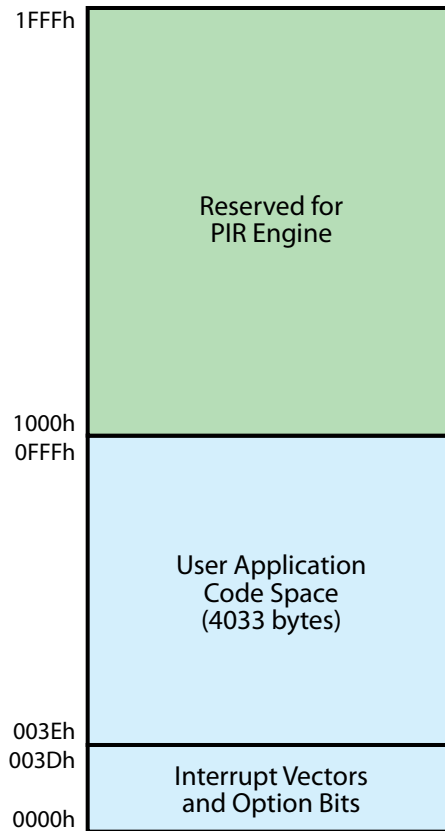 1FFFh
Reserved for
PIR Engine
1000h
0FFFh
User Application
Code Space
(4033 bytes)
003Eh
003Dh
Interrupt Vectors
and Option Bits
0000h